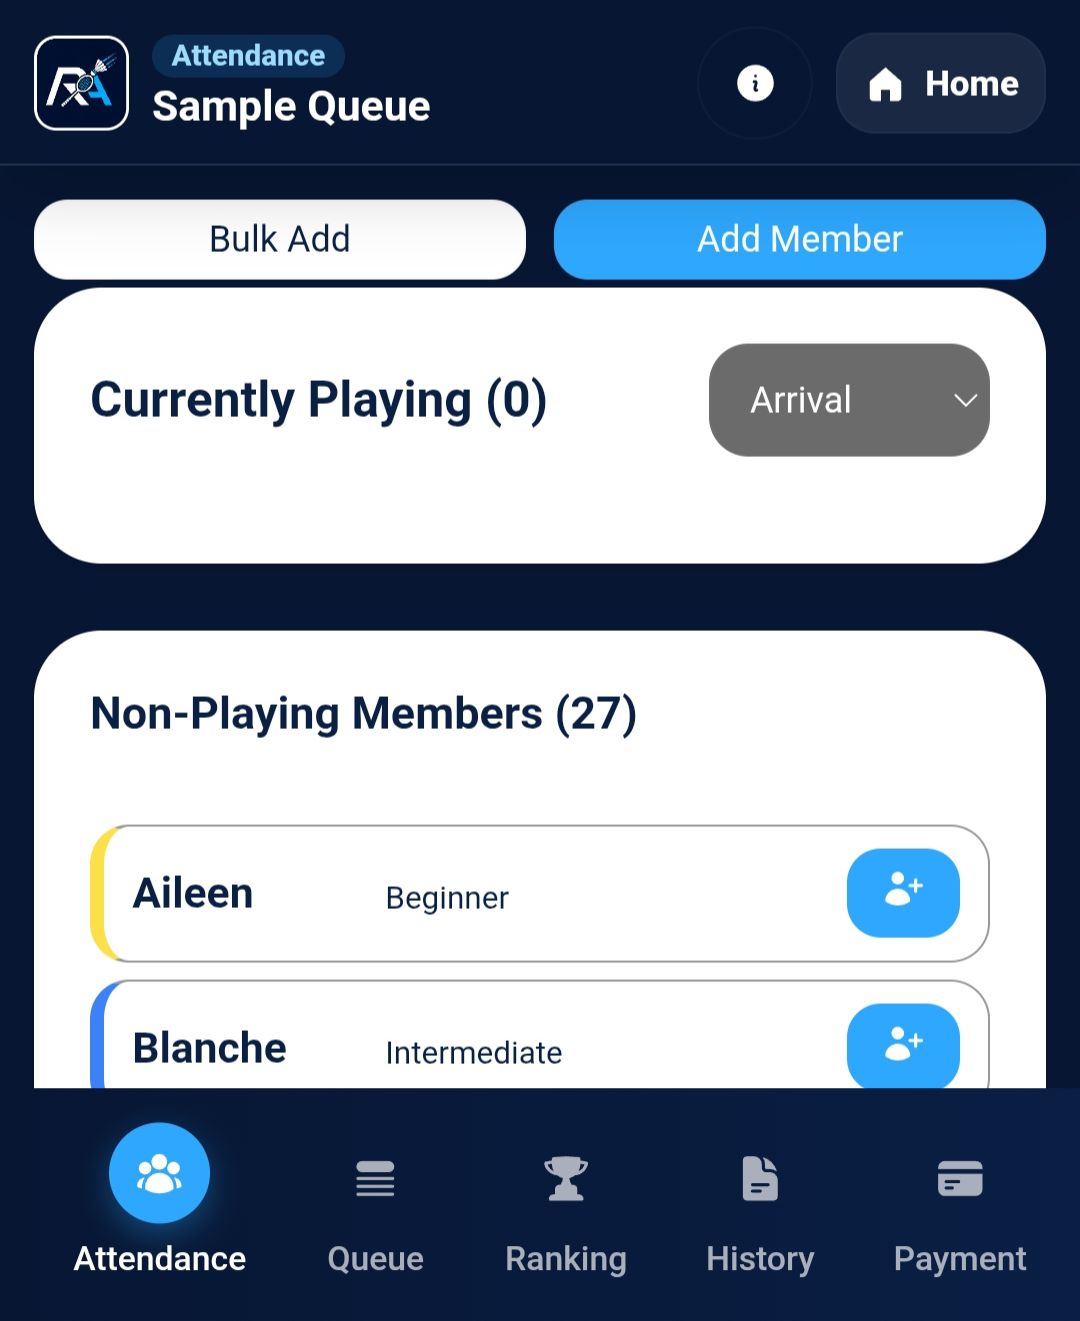 RA
Attendance
Sample Queue
Home
Bulk Add
Add Member
Currently Playing (0)
Arrival
Non-Playing Members (27)
Aileen
Beginner
Blanche
Intermediate
Attendance
Queue
Ranking
History
Payment